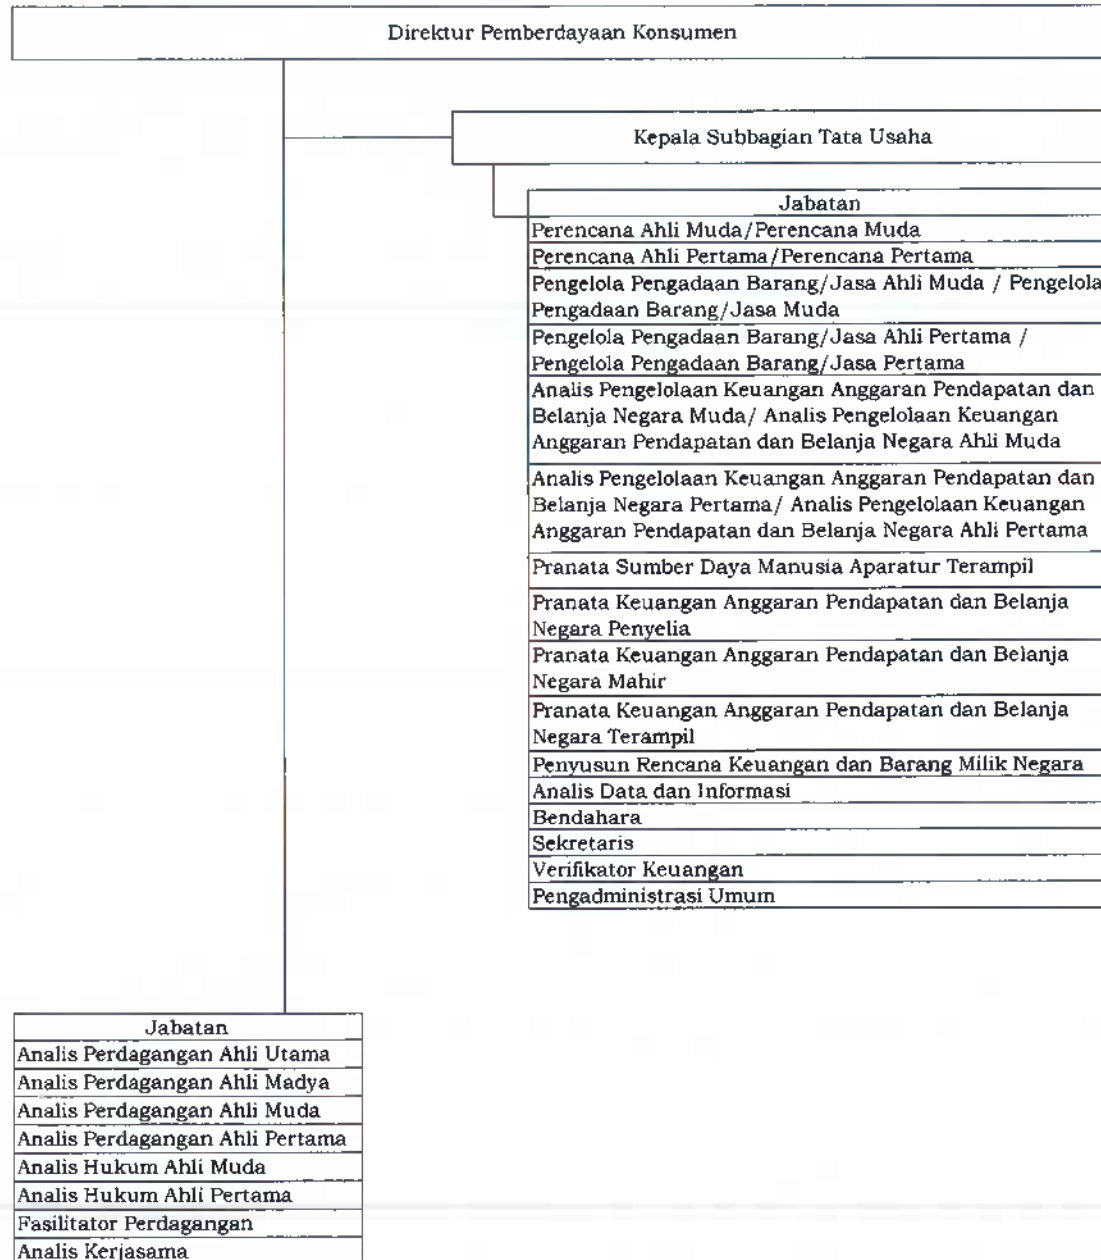 Direktur Pemberdayaan Konsumen
Kepala Subbagian Tata Usaha
Jabatan
Perencana Ahli Muda/Perencana Muda
Perencana Ahli Pertama/Perencana Pertama
Pengelola Pengadaan Barang/Jasa Ahli Muda / Pengelola
Pengadaan Barang/Jasa Muda
Pengelola Pengadaan Barang/Jasa Ahli Pertama /
Pengelola Pengadaan Barang/Jasa Pertama
Analis Pengelolaan Keuangan Anggaran Pendapatan dan
Belanja Negara Muda/ Analis Pengelolaan Keuangan
Anggaran Pendapatan dan Belanja Negara Ahli Muda
Analis Pengelolaan Keuangan Anggaran Pendapatan dan
Belanja Negara Pertama/ Analis Pengelolaan Keuangan
Anggaran Pendapatan dan Belanja Negara Ahli Pertama
Pranata Sumber Daya Manusia Aparatur Terampil
Pranata Keuangan Anggaran Pendapatan dan Belanja
Negara Penyelia
Pranata Keuangan Anggaran Pendapatan dan Belanja
Negara Mahir
Pranata Keuangan Anggaran Pendapatan dan Belanja
Negara Terampil
Penyusun Rencana Keuangan dan Barang Milik Negara
Analis Data dan Informasi
Bendahara
Sekretaris
Verifikator Keuangan
Pengadministrasi Umum
Jabatan
Analis Perdagangan Ahli Utama
Analis Perdagangan Ahli Madya
Analis Perdagangan Ahli Muda
Analis Perdagangan Ahli Pertama
Analis Hukum Ahli Muda
Analis Hukum Ahli Pertama
Fasilitator Perdagangan
Analis Kerjasama